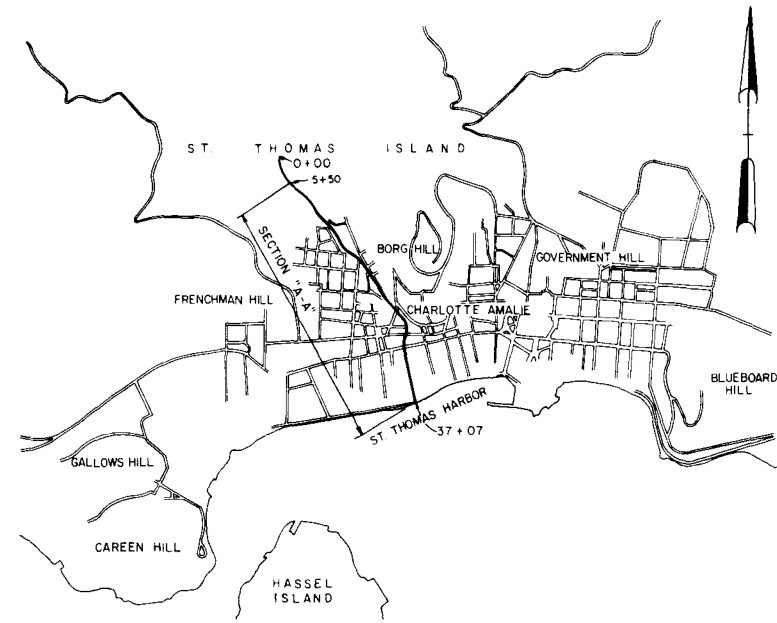 ST. THOMAS ISLAND
0+00
5+50
SECTION "A-A"
BORG HILL
GOVERNMENT HILL
FRENCHMAN HILL
CHARLOTTE AMALIE
BLUEBOARD
HILL
ST. THOMAS HARBOR
37+07
GALLOWS HILL
CAREEN HILL
HASSEL
ISLAND